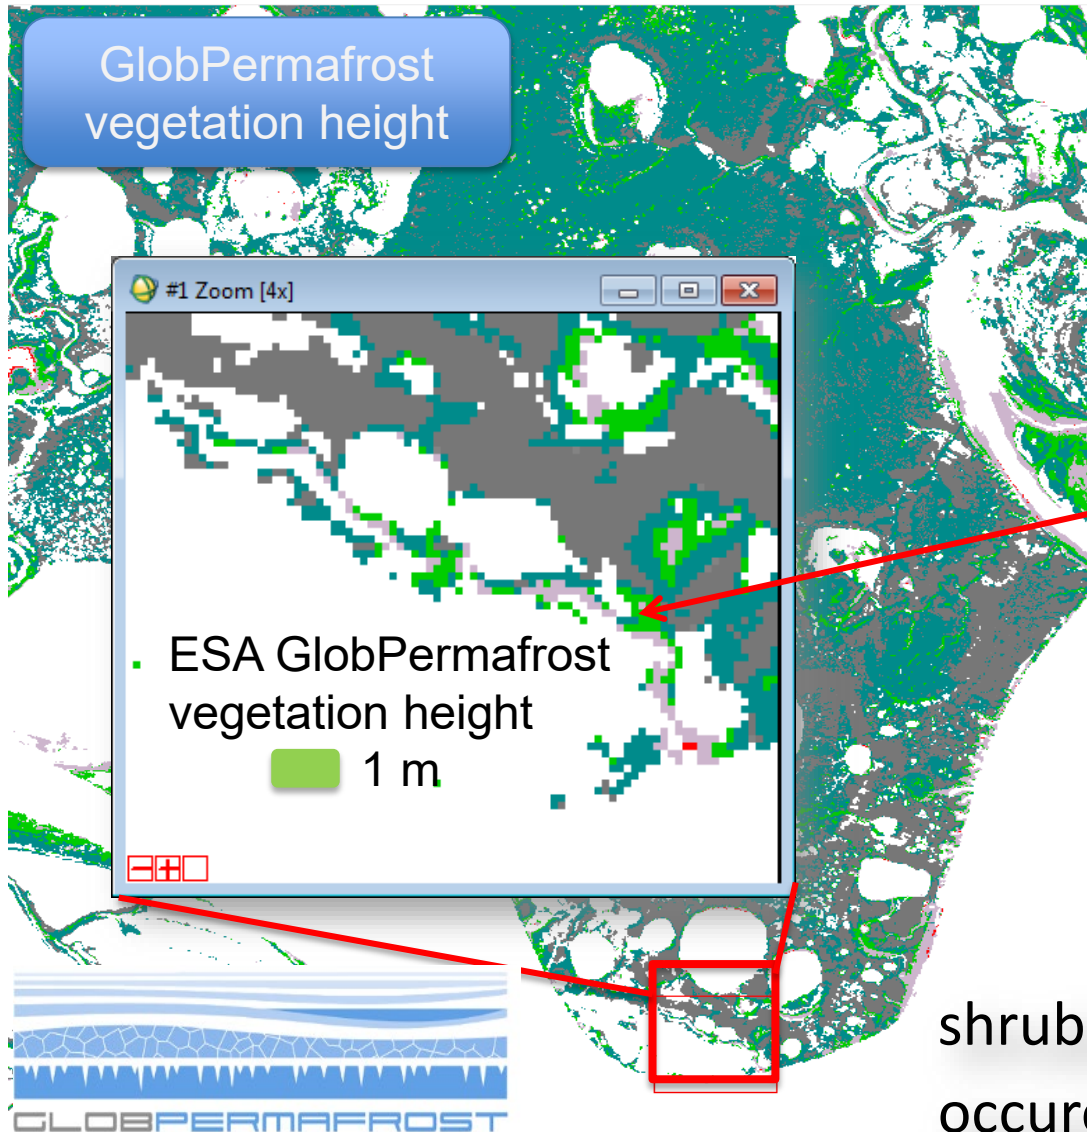 GlobPermafrost
vegetation height
#1 Zoom [4x]
ESA GlobPermafrost
vegetation height
1 m
shrub
GLOBPERMAFROST